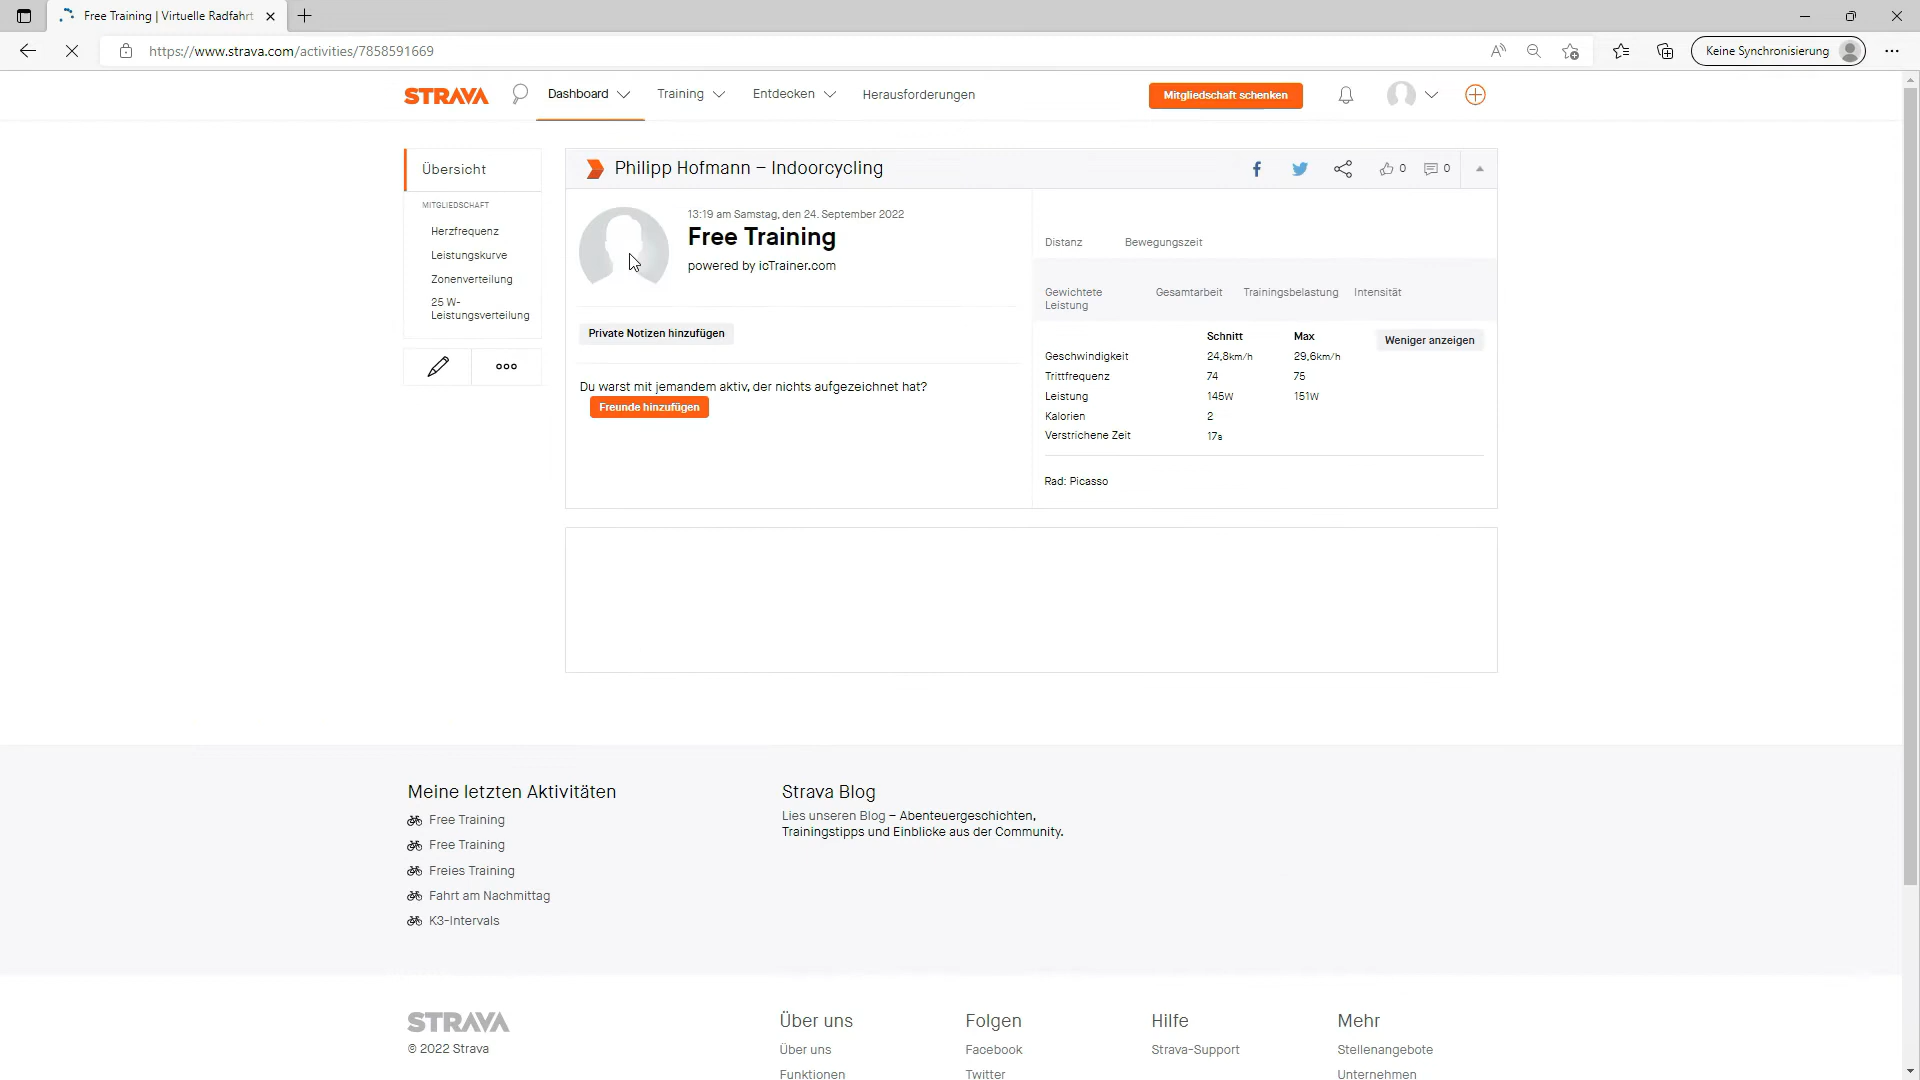 Free Training | Virtuelle Radfahrt
https://www.strava.com/activities/7858591669
Keine Synchronisierung
STRAVA
Dashboard
Training
Entdecken
Herausforderungen
Mitgliedschaft schenken
Übersicht
MITGLIEDSCHAFT
Herzfrequenz
Leistungskurve
Zonenverteilung
25 W-
Leistungsverteilung
Philipp Hofmann – Indoorcycling
0
0
13:19 am Samstag, den 24. September 2022
Free Training
powered by icTrainer.com
Private Notizen hinzufügen
Du warst mit jemandem aktiv, der nichts aufgezeichnet hat?
Freunde hinzufügen
Distanz
Bewegungszeit
Gewichtete
Leistung
Gesamtarbeit
Trainingsbelastung
Intensität
Schnitt Max
Weniger anzeigen
Geschwindigkeit 24,8km/h 29,6km/h
Trittfrequenz 74 75
Leistung 145W 151W
Kalorien 2
Verstrichene Zeit 17s
Rad: Picasso
Meine letzten Aktivitäten
Free Training
Free Training
Freies Training
Fahrt am Nachmittag
K3-Intervals
Strava Blog
Lies unseren Blog – Abenteuergeschichten,
Trainingstipps und Einblicke aus der Community.
STRAVA
© 2022 Strava
Über uns
Über uns
Funktionen
Folgen
Facebook
Twitter
Hilfe
Strava-Support
Mehr
Stellenangebote
Unternehmen